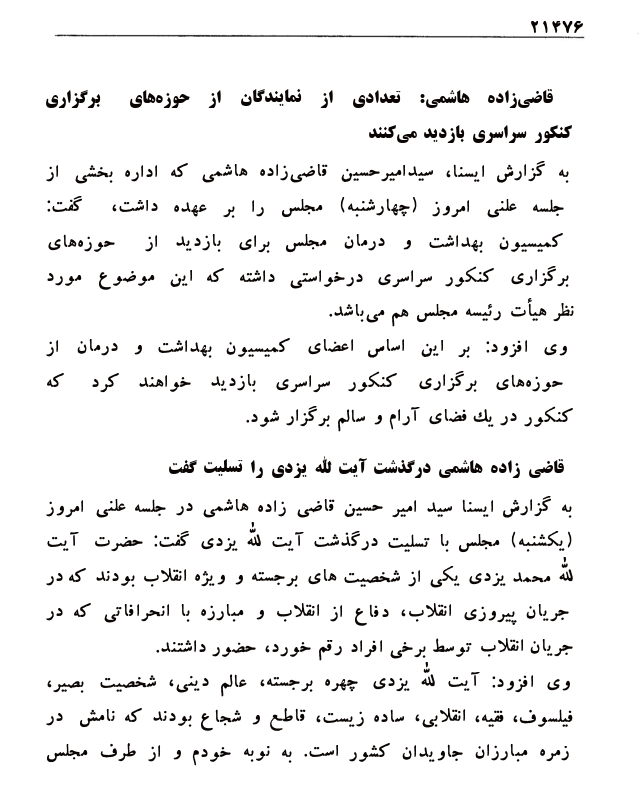 ۲۱۴۷۶
قاضی‌زاده هاشمی: تعدادی از نمایندگان از حوزه‌های برگزاری
کنکور سراسری بازدید می‌کنند
به گزارش ایسنا، سیدامیرحسین قاضی‌زاده هاشمی که اداره بخشی از
جلسه علنی امروز (چهارشنبه) مجلس را بر عهده داشت، گفت:
کمیسیون بهداشت و درمان مجلس برای بازدید از حوزه‌های
برگزاری کنکور سراسری درخواستی داشته که این موضوع مورد
نظر هیأت رئیسه مجلس هم می‌باشد.
وی افزود: بر این اساس اعضای کمیسیون بهداشت و درمان از
حوزه‌های برگزاری کنکور سراسری بازدید خواهند کرد که
کنکور در یك فضای آرام و سالم برگزار شود.
قاضی زاده هاشمی درگذشت آیت لله یزدی را تسلیت گفت
به گزارش ایسنا سید امیر حسین قاضی زاده هاشمی در جلسه علنی امروز
(یکشنبه) مجلس با تسلیت درگذشت آیت لله یزدی گفت: حضرت آیت
لله محمد یزدی یکی از شخصیت های برجسته و ویژه انقلاب بودند که در
جریان پیروزی انقلاب، دفاع از انقلاب و مبارزه با انحرافاتی که در
جریان انقلاب توسط برخی افراد رقم خورد، حضور داشتند.
وی افزود: آیت لله یزدی چهره برجسته، عالم دینی، شخصیت بصیر،
فیلسوف، فقیه، انقلابی، ساده زیست، قاطع و شجاع بودند که نامش در
زمره مبارزان جاویدان کشور است. به نوبه خودم و از طرف مجلس